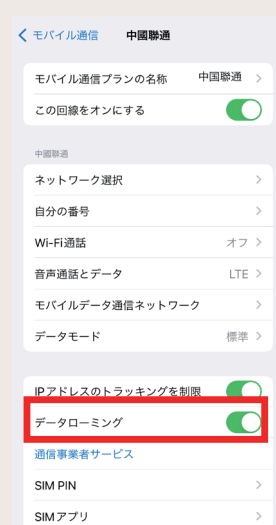 モバイル通信 中國聯通
モバイル通信プランの名称 中国聯通
この回線をオンにする
中國聯通
ネットワーク選択
自分の番号
Wi-Fi通話 オフ
音声通話とデータ LTE
モバイルデータ通信ネットワーク
データモード 標準
IPアドレスのトラッキングを制限
データローミング
通信事業者サービス
SIM PIN
SIMアプリ